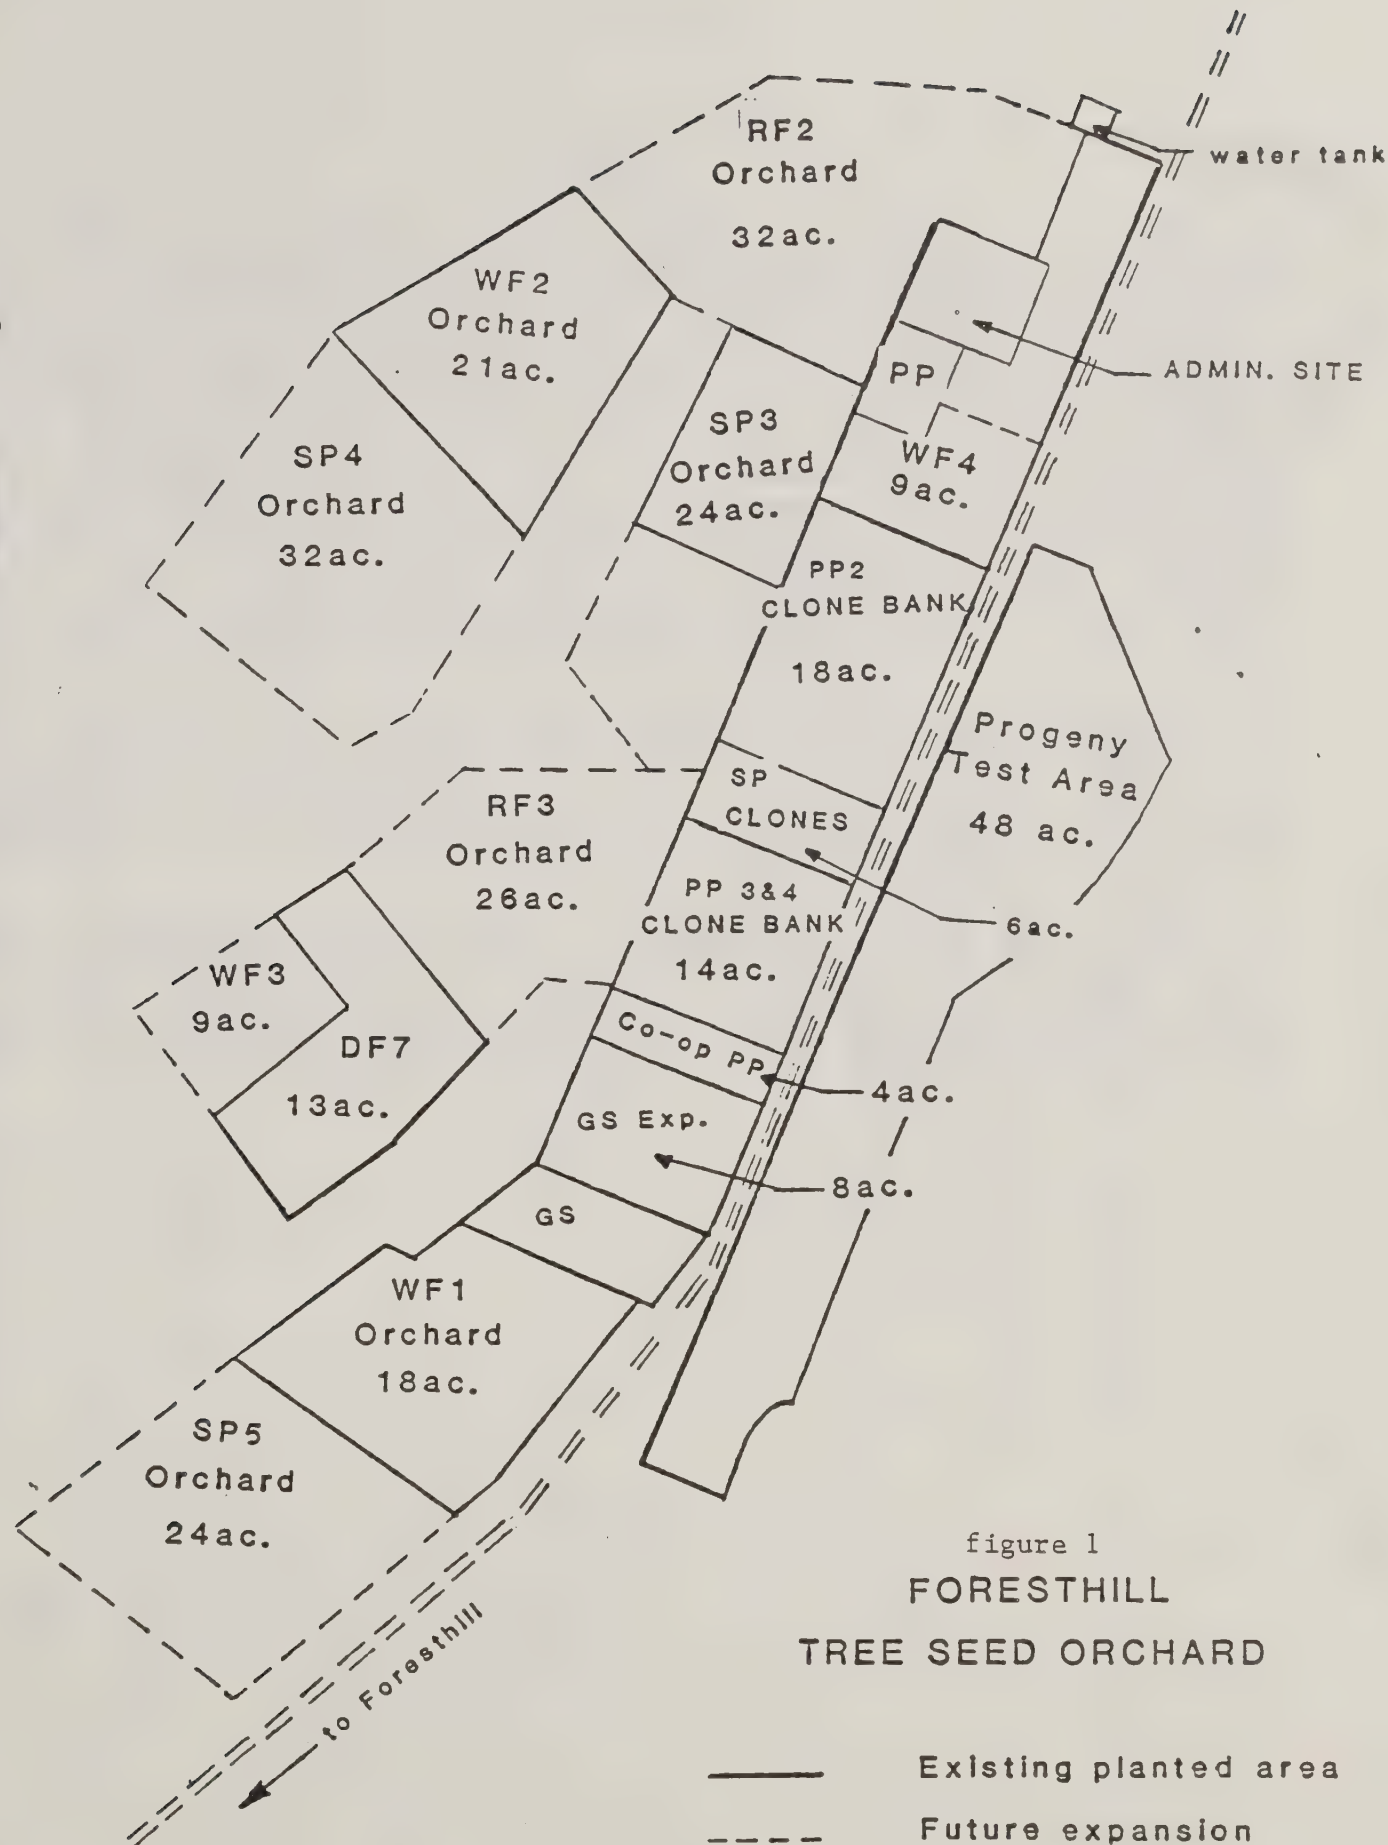 RF2
Orchard
32ac.
water tank
WF2
Orchard
21ac.
ADMIN. SITE
PP
SP3
Orchard
24ac.
WF4
9ac.
SP4
Orchard
32ac.
PP2
CLONE BANK
18ac.
Progeny
Test Area
48 ac.
SP
CLONES
6ac.
RF3
Orchard
26ac.
PP 3&4
CLONE BANK
14ac.
WF3
9ac.
Co-op PP
4ac.
DF7
13ac.
GS Exp.
8ac.
GS
WF1
Orchard
18ac.
SP5
Orchard
24ac.
to Foresthill
figure 1
FORESTHILL
TREE SEED ORCHARD
Existing planted area
Future expansion